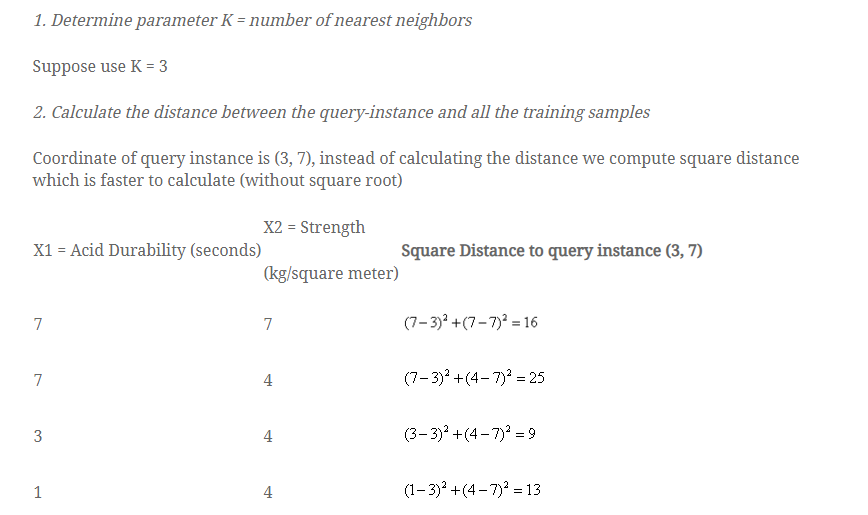 1. Determine parameter K = number of nearest neighbors
Suppose use K = 3
2. Calculate the distance between the query-instance and all the training samples
Coordinate of query instance is (3, 7), instead of calculating the distance we compute square distance
which is faster to calculate (without square root)
X2 = Strength
X1 = Acid Durability (seconds) Square Distance to query instance (3, 7)
(kg/square meter)
7 7 (7−3)² +(7−7)² = 16
7 4 (7−3)² +(4−7)² = 25
3 4 (3−3)² +(4−7)² = 9
1 4 (1−3)² +(4−7)² = 13